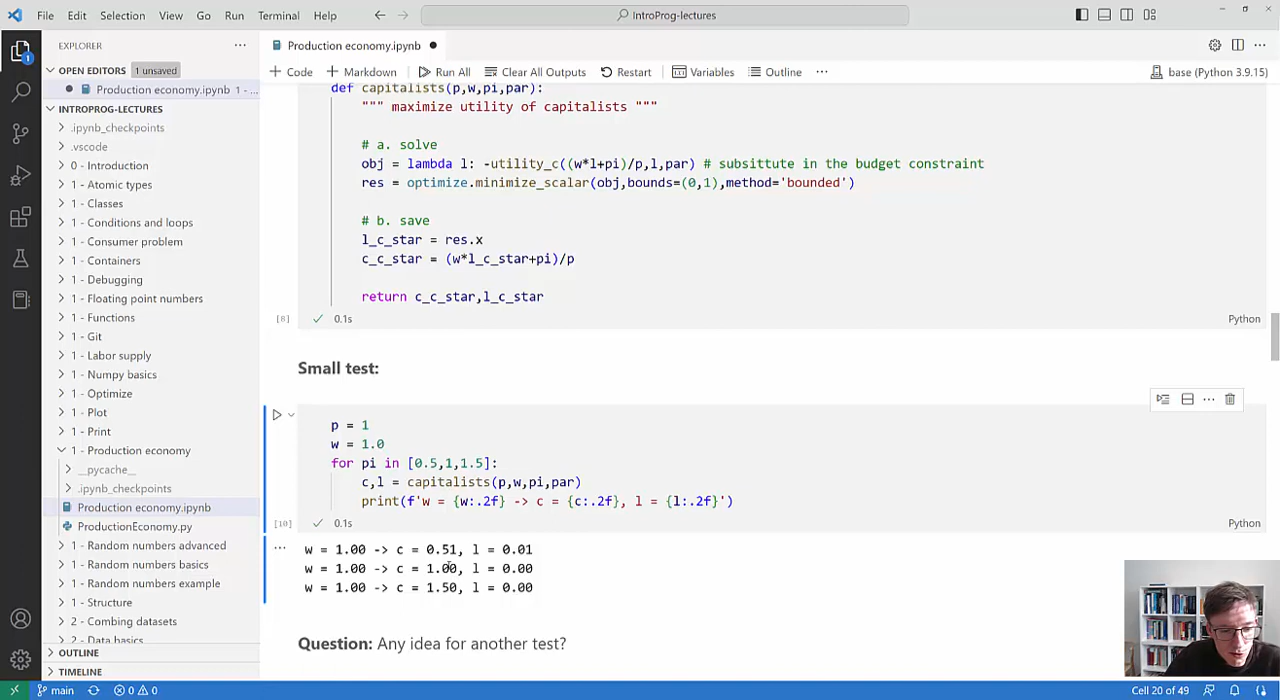 File Edit Selection View Go Run Terminal Help
IntroProg-lectures
EXPLORER
OPEN EDITORS 1 unsaved
Production economy.ipynb 1 - ...
INTROPROG-LECTURES
.ipynb_checkpoints
.vscode
0 - Introduction
1 - Atomic types
1 - Classes
1 - Conditions and loops
1 - Consumer problem
1 - Containers
1 - Debugging
1 - Floating point numbers
1 - Functions
1 - Git
1 - Labor supply
1 - Numpy basics
1 - Optimize
1 - Plot
1 - Print
1 - Production economy
__pycache__
.ipynb_checkpoints
Production economy.ipynb
ProductionEconomy.py
1 - Random numbers advanced
1 - Random numbers basics
1 - Random numbers example
1 - Structure
2 - Combing datasets
2 - Data basics
OUTLINE
TIMELINE
Production economy.ipynb
+ Code + Markdown Run All Clear All Outputs Restart Variables Outline ... base (Python 3.9.15)
def capitalists(p,w,pi,par):
""" maximize utility of capitalists """
# a. solve
obj = lambda l: -utility_c((w*l+pi)/p,l,par) # subsittute in the budget constraint
res = optimize.minimize_scalar(obj,bounds=(0,1),method='bounded')
# b. save
l_c_star = res.x
c_c_star = (w*l_c_star+pi)/p
return c_c_star,l_c_star
[8] 0.1s Python
Small test:
p = 1
w = 1.0
for pi in [0.5,1,1.5]:
c,l = capitalists(p,w,pi,par)
print(f'w = {w:.2f} -> c = {c:.2f}, l = {l:.2f}')
[10] 0.1s Python
w = 1.00 -> c = 0.51, l = 0.01
w = 1.00 -> c = 1.00, l = 0.00
w = 1.00 -> c = 1.50, l = 0.00
Question: Any idea for another test?
main 0 0 Cell 20 of 49